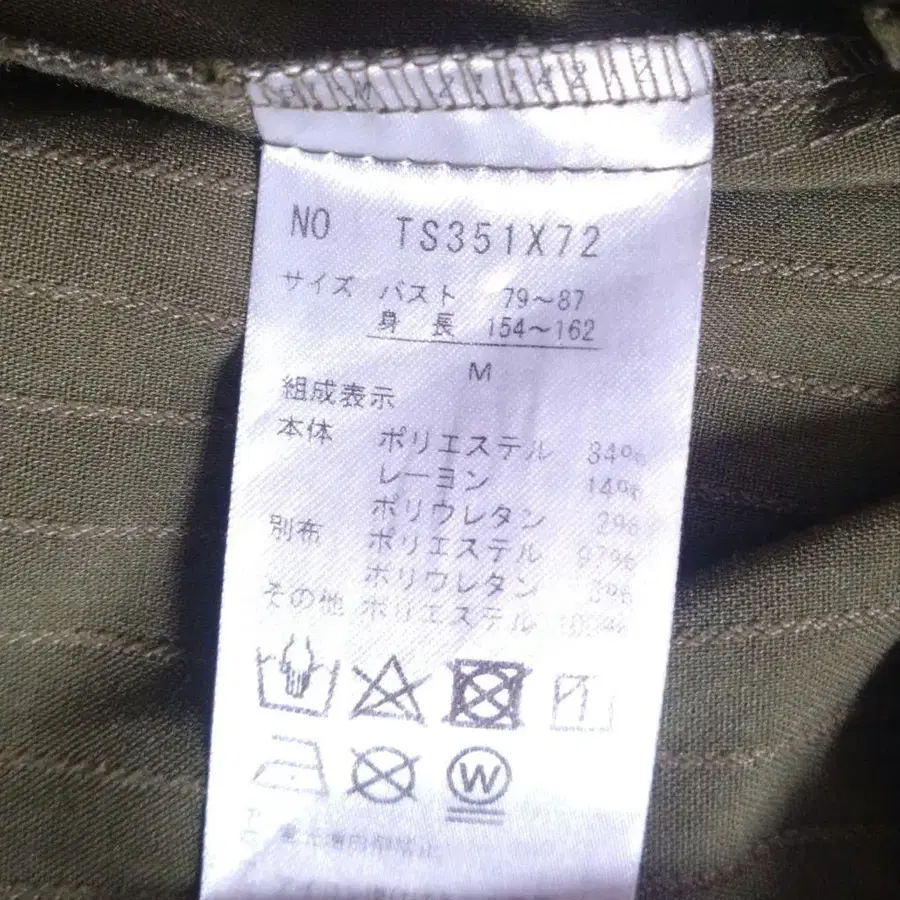 NO TS351X72
サイズ バスト 79～87
身長 154～162
M
組成表示
本体 ポリエステル 84%
レーヨン 14%
ポリウレタン 2%
別布 ポリエステル 97%
ポリウレタン 3%
その他 ポリエステル 100%
W